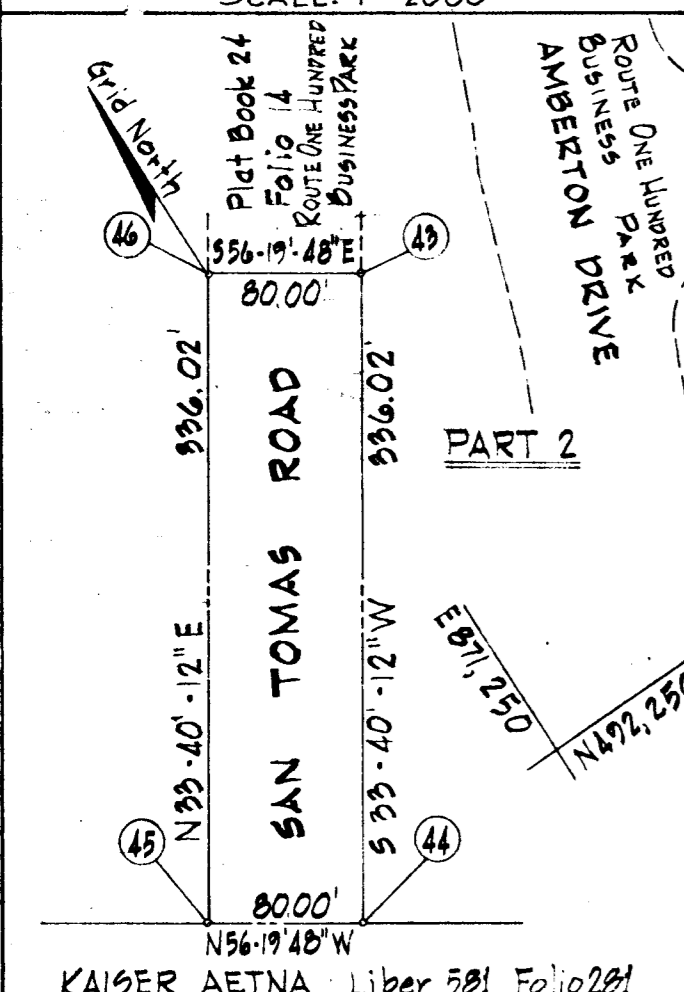 SCALE: 1"=2000'
Grid North
Plat Book 24
Folio 14
ROUTE ONE HUNDRED
BUSINESS PARK
ROUTE ONE HUNDRED
BUSINESS PARK
AMBERTON DRIVE
46
S56-19'-48"E
43
80.00'
336.02'
336.02'
SAN TOMAS ROAD
PART 2
N33-40'-12"E
S33-40'-12"W
E 871,250
N492,250
45
44
80.00'
N56-19'48"W
KAISER AETNA Liber 581 Folio 281